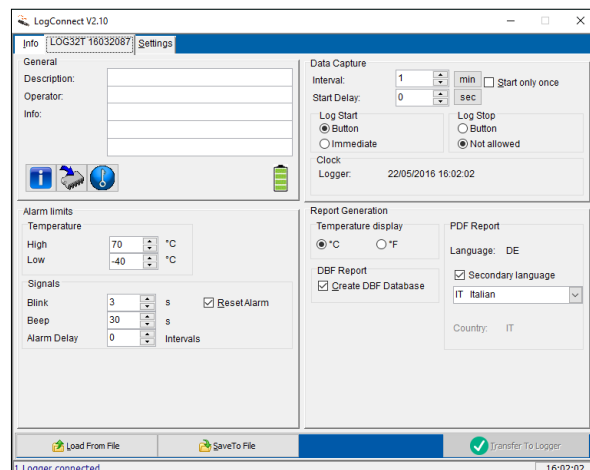 LogConnect V2.10
Info LOG32T 16032087 Settings
General
Description:
Operator:
Info:
Data Capture
Interval: 1 min Start only once
Start Delay: 0 sec
Log Start
Button
Immediate
Log Stop
Button
Not allowed
Clock
Logger: 22/05/2016 16:02:02
Alarm limits
Temperature
High 70 °C
Low -40 °C
Signals
Blink 3 s Reset Alarm
Beep 30 s
Alarm Delay 0 Intervals
Report Generation
Temperature display
°C °F
DBF Report
Create DBF Database
PDF Report
Language: DE
Secondary language
IT Italian
Country: IT
Load From File SaveTo File Transfer To Logger
1 Logger connected 16:02:02